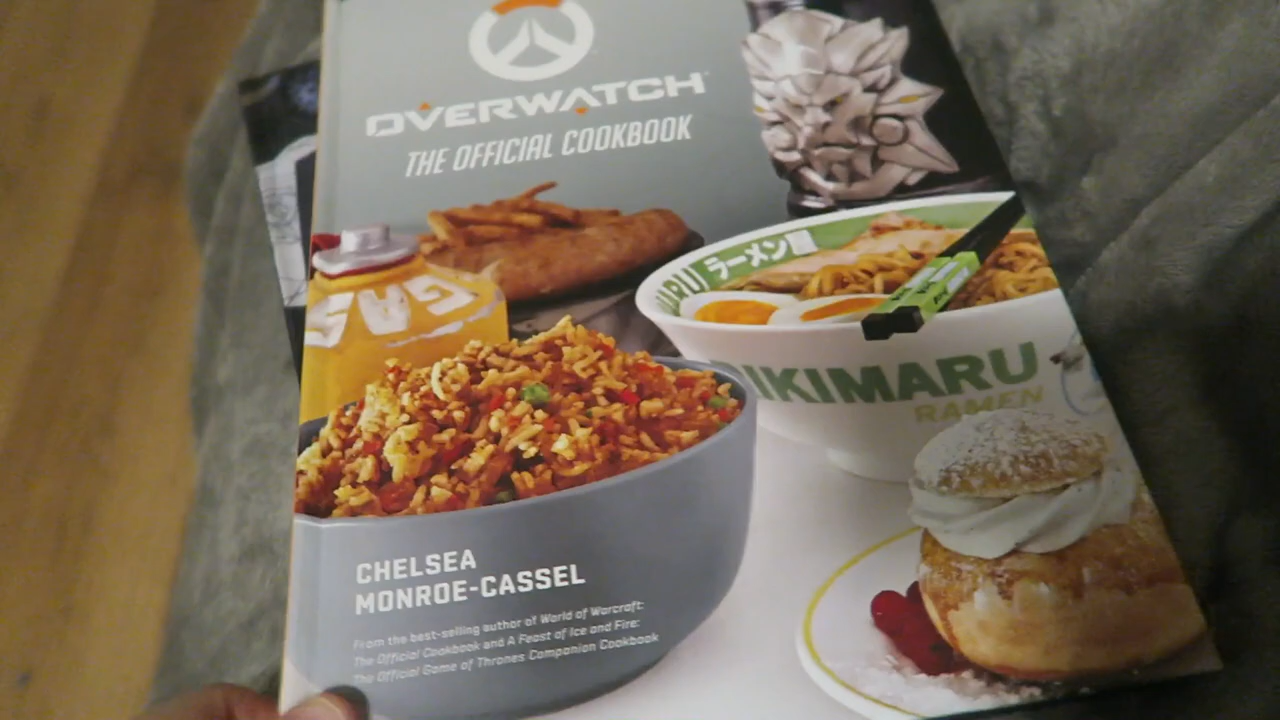 OVERWATCH
THE OFFICIAL COOKBOOK
ラーメン
GAS
IKIMARU
RAMEN
CHELSEA
MONROE-CASSEL
From the best-selling author of World of Warcraft:
The Official Cookbook and A Feast of Ice and Fire:
The Official Game of Thrones Companion Cookbook